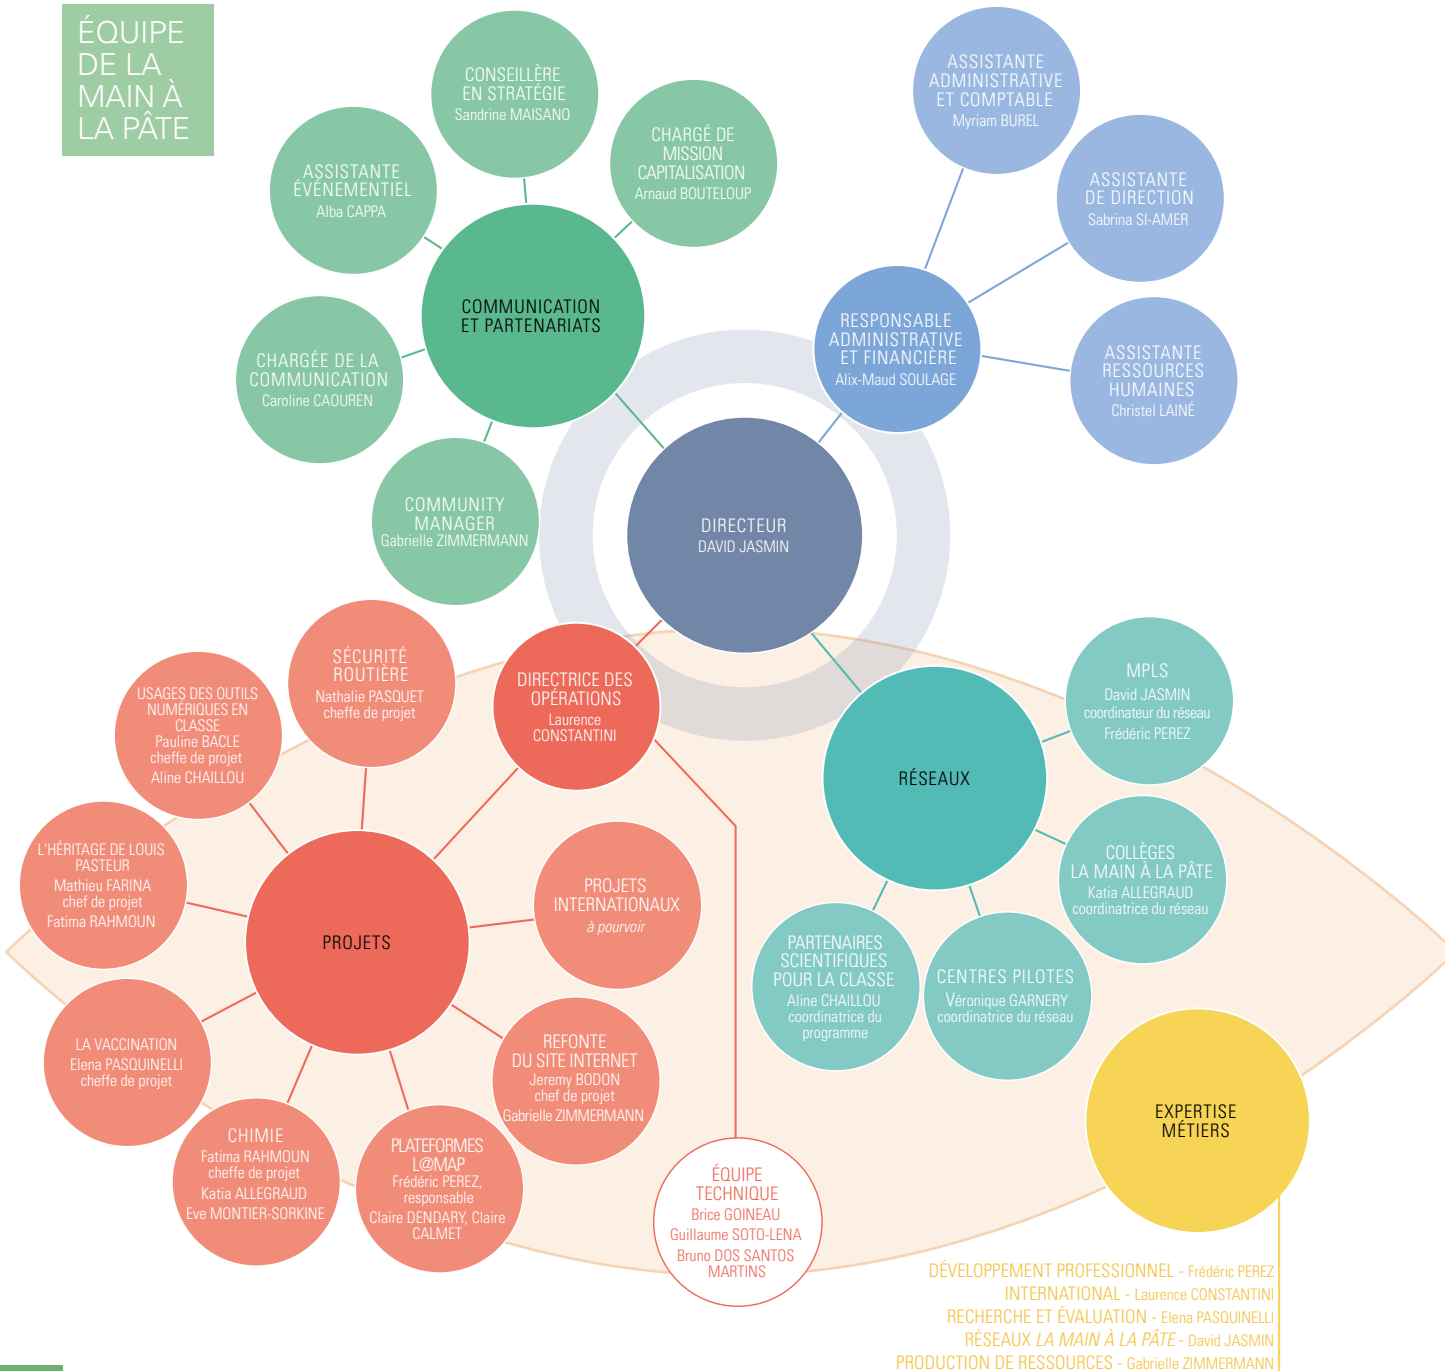 ÉQUIPE
DE LA
MAIN À
LA PÂTE
CONSEILLÈRE
EN STRATÉGIE
Sandrine MAISANO
CHARGÉ DE
MISSION
CAPITALISATION
Arnaud BOUTELOUP
ASSISTANTE
ÉVÉNEMENTIEL
Alba CAPPA
COMMUNICATION
ET PARTENARIATS
CHARGÉE DE LA
COMMUNICATION
Caroline CAOUREN
COMMUNITY
MANAGER
Gabrielle ZIMMERMANN
ASSISTANTE
ADMINISTRATIVE
ET COMPTABLE
Myriam BUREL
ASSISTANTE
DE DIRECTION
Sabrina SI-AMER
RESPONSABLE
ADMINISTRATIVE
ET FINANCIÈRE
Alix-Maud SOULAGE
ASSISTANTE
RESSOURCES
HUMAINES
Christel LAINÉ
DIRECTEUR
DAVID JASMIN
SÉCURITÉ
ROUTIÈRE
Nathalie PASQUET
cheffe de projet
DIRECTRICE DES
OPÉRATIONS
Laurence
CONSTANTINI
USAGES DES OUTILS
NUMÉRIQUES EN
CLASSE
Pauline BACLE
cheffe de projet
Aline CHAILLOU
L'HÉRITAGE DE LOUIS
PASTEUR
Mathieu FARINA
chef de projet
Fatima RAHMOUN
PROJETS
PROJETS
INTERNATIONAUX
à pourvoir
LA VACCINATION
Elena PASQUINELLI
cheffe de projet
REFONTE
DU SITE INTERNET
Jeremy BODON
chef de projet
Gabrielle ZIMMERMANN
CHIMIE
Fatima RAHMOUN
cheffe de projet
Katia ALLEGRAUD
Eve MONTIER-SORKINE
PLATEFORMES
L@MAP
Frédéric PEREZ,
responsable
Claire DENDARY, Claire
CALMET
ÉQUIPE
TECHNIQUE
Brice GOINEAU
Guillaume SOTO-LENA
Bruno DOS SANTOS
MARTINS
MPLS
David JASMIN
coordinateur du réseau
Frédéric PEREZ
RÉSEAUX
COLLÈGES
LA MAIN À LA PÂTE
Katia ALLEGRAUD
coordinatrice du réseau
PARTENAIRES
SCIENTIFIQUES
POUR LA CLASSE
Aline CHAILLOU
coordinatrice du
programme
CENTRES PILOTES
Véronique GARNERY
coordinatrice du réseau
EXPERTISE
MÉTIERS
DÉVELOPPEMENT PROFESSIONNEL - Frédéric PEREZ
INTERNATIONAL - Laurence CONSTANTINI
RECHERCHE ET ÉVALUATION - Elena PASQUINELLI
RÉSEAUX LA MAIN À LA PÂTE - David JASMIN
PRODUCTION DE RESSOURCES - Gabrielle ZIMMERMANN